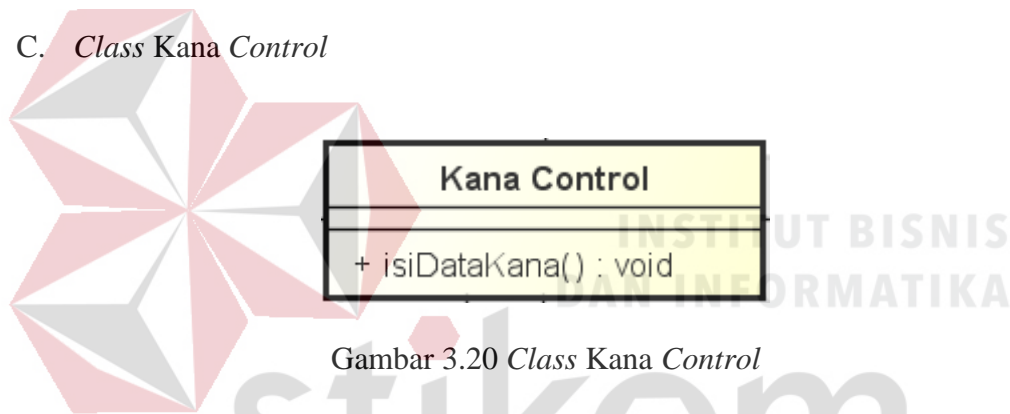 C. Class Kana Control
Kana Control
INSTITUT BISNIS
+ isiDataKana() : void
DAN INFORMATIKA
Gambar 3.20 Class Kana Control
stikom